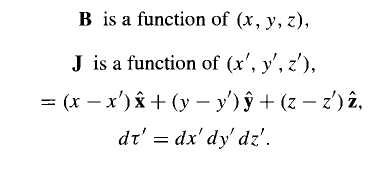 B is a function of (x, y, z),
J is a function of (x′, y′, z′),
= (x − x′) x̂ + (y − y′) ŷ + (z − z′) ẑ,
dτ′ = dx′ dy′ dz′.